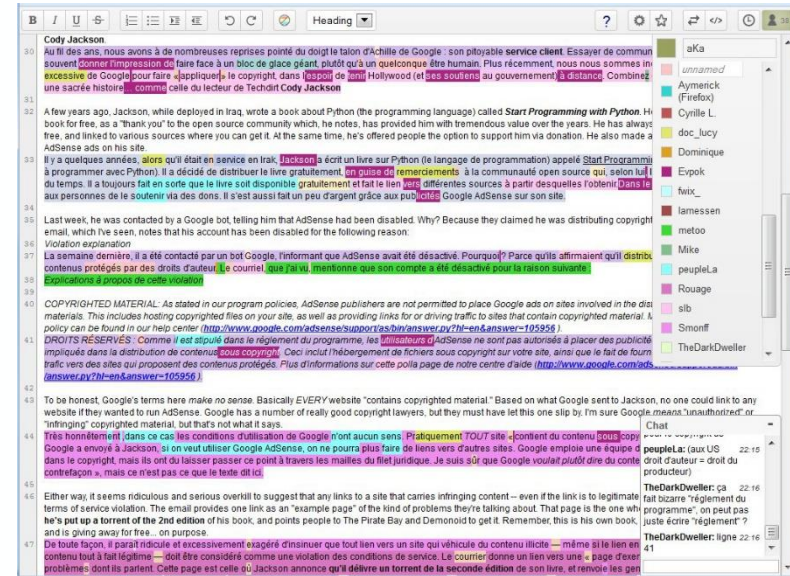 B I U S Heading ? </> 38
Cody Jackson.
30 Au fil des ans, nous avons à de nombreuses reprises pointé du doigt le talon d'Achille de Google : son pitoyable service client. Essayer de commun
souvent donner l'impression de faire face à un bloc de glace géant, plutôt qu'à un quelconque être humain. Plus récemment, nous nous sommes in
excessive de Google pour faire « appliquer » le copyright, dans l'espoir de tenir Hollywood (et ses soutiens au gouvernement) à distance. Combinez
une sacrée histoire… comme celle du lecteur de Techdirt Cody Jackson
31
32 A few years ago, Jackson, while deployed in Iraq, wrote a book about Python (the programming language) called Start Programming with Python. H
book for free, as a "thank you" to the open source community which, he notes, has provided him with tremendous value over the years. He has always
free, and linked to various sources where you can get it. At the same time, he's offered people the option to support him via donation. He also made a
AdSense ads on his site.
33 Il y a quelques années, alors qu'il était en service en Irak, Jackson a écrit un livre sur Python (le langage de programmation) appelé Start Programmi
à programmer avec Python). Il a décidé de distribuer le livre gratuitement, en guise de remerciements à la communauté open source qui, selon lui, l
du temps. Il a toujours fait en sorte que le livre soit disponible gratuitement et fait le lien vers différentes sources à partir desquelles l'obtenir Dans le
aux personnes de le soutenir via des dons. Il s'est aussi fait un peu d'argent grâce aux publicités Google AdSense sur son site.
34
35 Last week, he was contacted by a Google bot, telling him that AdSense had been disabled. Why? Because they claimed he was distributing copyright
email, which I've seen, notes that his account has been disabled for the following reason:
36 Violation explanation
37 La semaine dernière, il a été contacté par un bot Google, l'informant que AdSense avait été désactivé. Pourquoi ? Parce qu'ils affirmaient qu'il distribu
contenus protégés par des droits d'auteur. Le courriel, que j'ai vu, mentionne que son compte a été désactivé pour la raison suivante :
38 Explications à propos de cette violation
39
40 COPYRIGHTED MATERIAL: As stated in our program policies, AdSense publishers are not permitted to place Google ads on sites involved in the dist
materials. This includes hosting copyrighted files on your site, as well as providing links for or driving traffic to sites that contain copyrighted material. M
policy can be found in our help center (http://www.google.com/adsense/support/as/bin/answer.py?hl=en&answer=105956 ).
41 DROITS RÉSERVÉS : Comme il est stipulé dans le réglement du programme, les utilisateurs d'AdSense ne sont pas autorisés à placer des publicité
impliqués dans la distribution de contenus sous copyright. Ceci inclut l'hébergement de fichiers sous copyright sur votre site, ainsi que le fait de fourn
trafic vers des sites qui proposent des contenus protégés. Plus d'informations sur cette polla page de notre centre d'aide (http://www.google.com/ads
/answer.py?hl=en&answer=105956 ).
42
43 To be honest, Google's terms here make no sense. Basically EVERY website "contains copyrighted material." Based on what Google sent to Jackson, no one could link to any
website if they wanted to run AdSense. Google has a number of really good copyright lawyers, but they must have let this one slip by. I'm sure Google means "unauthorized" or
"infringing" copyrighted material, but that's not what it says.
44 Très honnêtement, dans ce cas les conditions d'utilisation de Google n'ont aucun sens. Pratiquement TOUT site « contient du contenu sous copy
Google a envoyé à Jackson, si on veut utiliser Google AdSense, on ne pourra plus faire de liens vers d'autres sites. Google emploie une équipe d
dans le copyright, mais ils ont du laisser passer ce point à travers les mailles du filet juridique. Je suis sûr que Google voulait plutôt dire du conte
contrefaçon », mais ce n'est pas ce que le texte dit ici.
45
46 Either way, it seems ridiculous and serious overkill to suggest that any links to a site that carries infringing content -- even if the link is to legitimate
terms of service violation. The email provides one link as an "example page" of the kind of problems they're talking about. That page is the one wh
he's put up a torrent of the 2nd edition of his book, and points people to The Pirate Bay and Demonoid to get it. Remember, this is his own book,
and is giving away for free... on purpose.
47 De toute façon, il parait ridicule et excessivement exagéré d'insinuer que tout lien vers un site qui véhicule du contenu illicite — même si le lien en
contenu tout à fait légitime — doit être considéré comme une violation des conditions de service. Le courrier donne un lien vers une « page d'exer
problèmes dont ils parlent. Cette page est celle où Jackson annonce qu'il délivre un torrent de la seconde édition de son livre, et renvoie les gen
aKa
unnamed
Aymerick
(Firefox)
Cyrille L.
doc_lucy
Dominique
Evpok
fwix_
lamessen
metoo
Mike
peupleLa
Rouage
slb
Smonff
TheDarkDweller
Chat -
peupleLa: (aux US 22:15
droit d'auteur = droit du
producteur)
TheDarkDweller: ça 22:16
fait bizarre "réglement du
programme", on peut pas
juste écrire "réglement" ?
TheDarkDweller: ligne 22:16
41